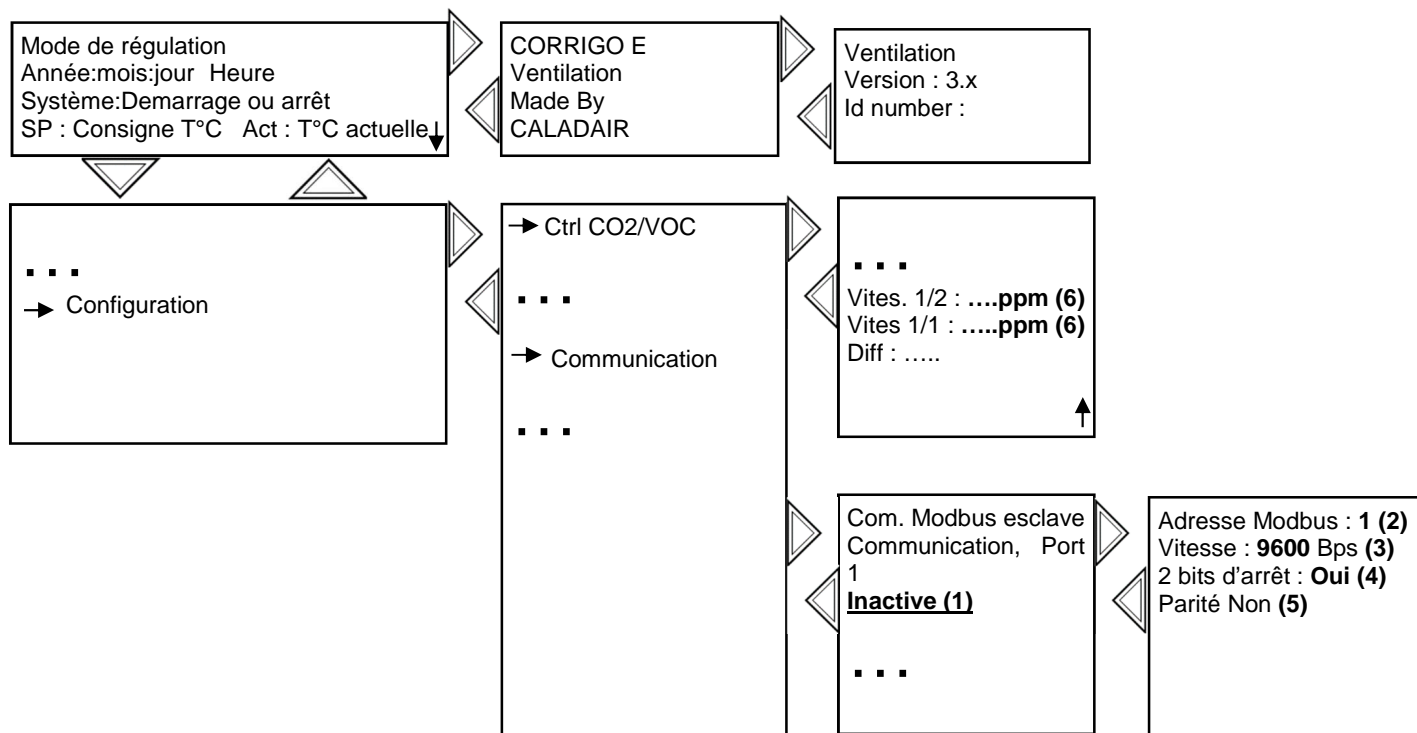 Mode de régulation
Année:mois:jour Heure
Système:Demarrage ou arrêt
SP : Consigne T°C Act : T°C actuelle
CORRIGO E
Ventilation
Made By
CALADAIR
Ventilation
Version : 3.x
Id number :
...
Configuration
Ctrl CO2/VOC
...
Communication
...
...
Vites. 1/2 : ….ppm (6)
Vites 1/1 : …..ppm (6)
Diff : …..
Com. Modbus esclave
Communication, Port
1
Inactive (1)
...
Adresse Modbus : 1 (2)
Vitesse : 9600 Bps (3)
2 bits d'arrêt : Oui (4)
Parité Non (5)